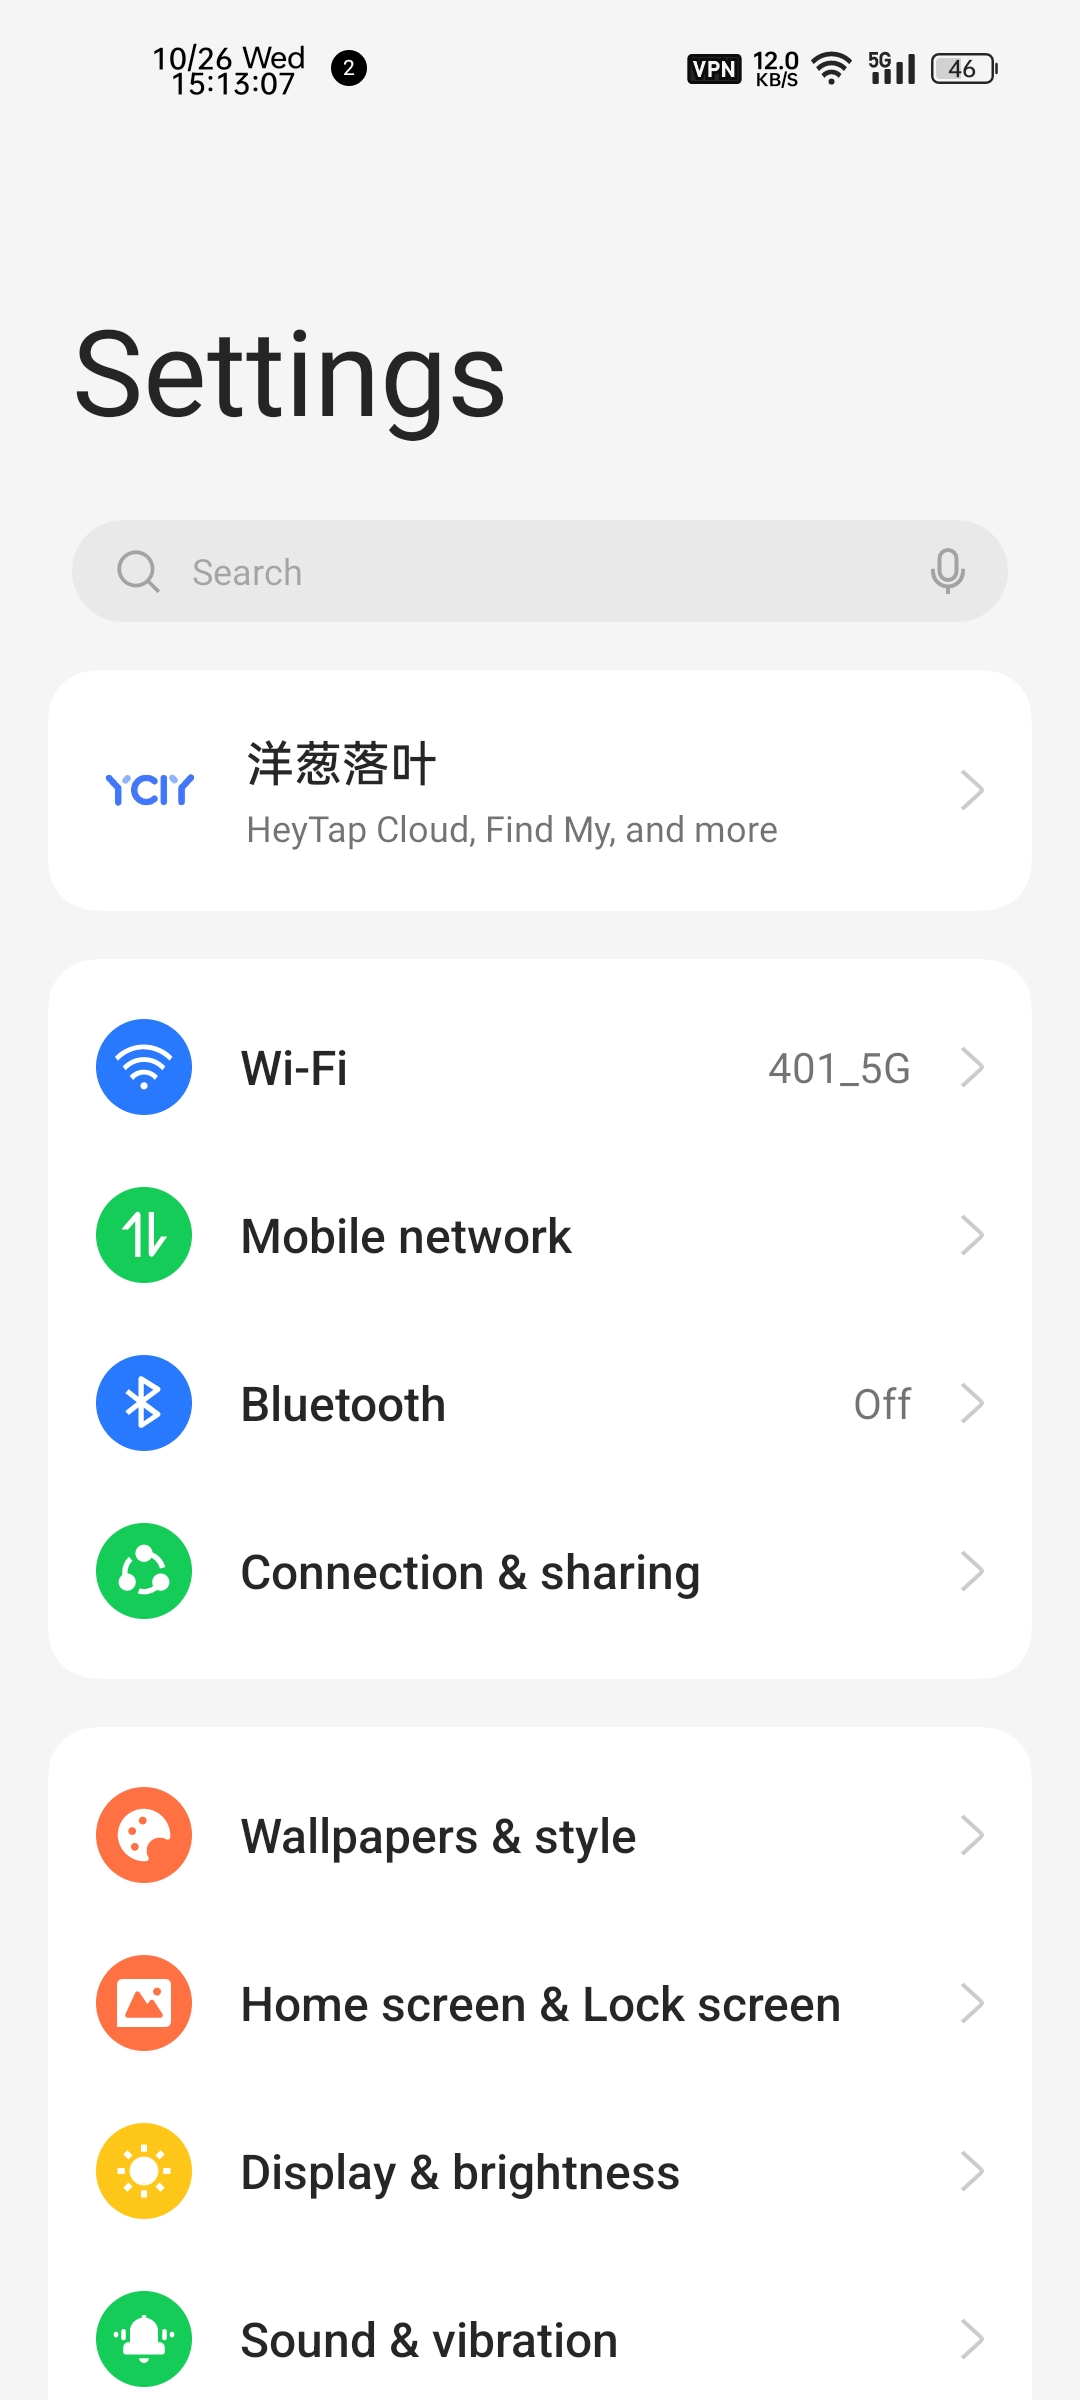 10/26 Wed
15:13:07
2
VPN
12.0
KB/S
5G
46
Settings
Search
YCIY
洋葱落叶
HeyTap Cloud, Find My, and more
Wi-Fi
401_5G
Mobile network
Bluetooth
Off
Connection & sharing
Wallpapers & style
Home screen & Lock screen
Display & brightness
Sound & vibration